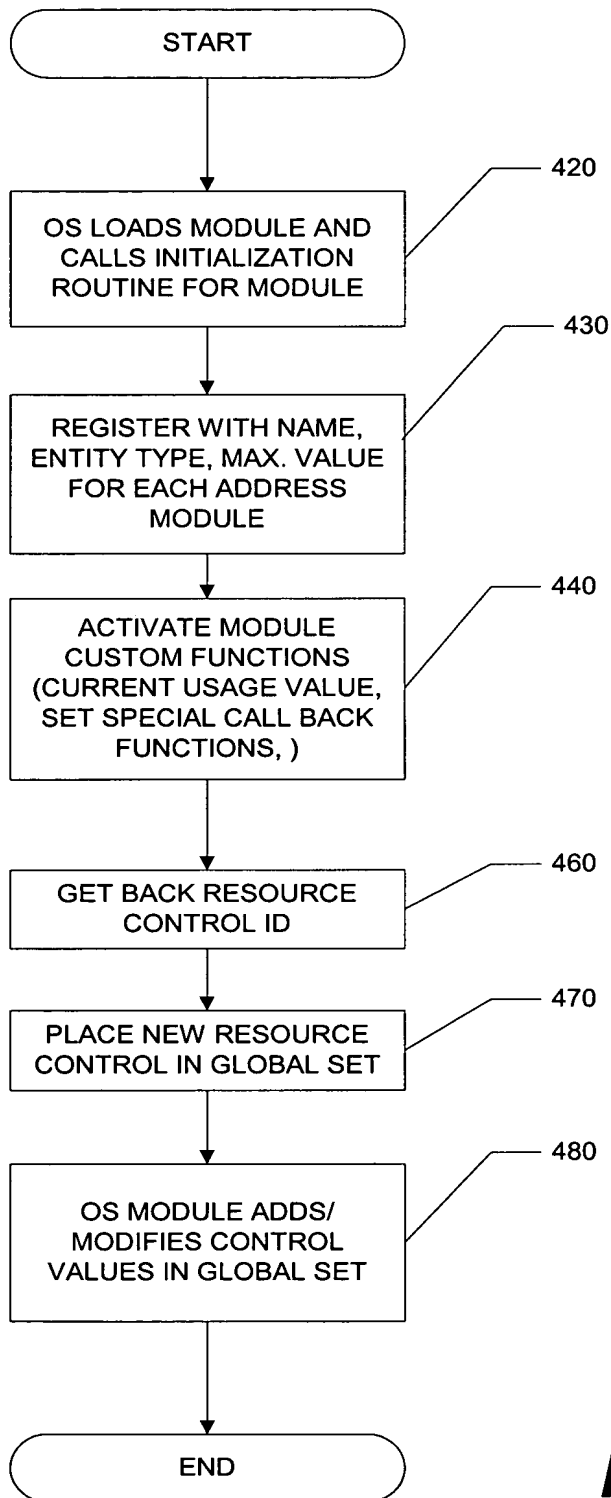 START
420
OS LOADS MODULE AND
CALLS INITIALIZATION
ROUTINE FOR MODULE
430
REGISTER WITH NAME,
ENTITY TYPE, MAX. VALUE
FOR EACH ADDRESS
MODULE
440
ACTIVATE MODULE
CUSTOM FUNCTIONS
(CURRENT USAGE VALUE,
SET SPECIAL CALL BACK
FUNCTIONS, )
460
GET BACK RESOURCE
CONTROL ID
470
PLACE NEW RESOURCE
CONTROL IN GLOBAL SET
480
OS MODULE ADDS/
MODIFIES CONTROL
VALUES IN GLOBAL SET
END